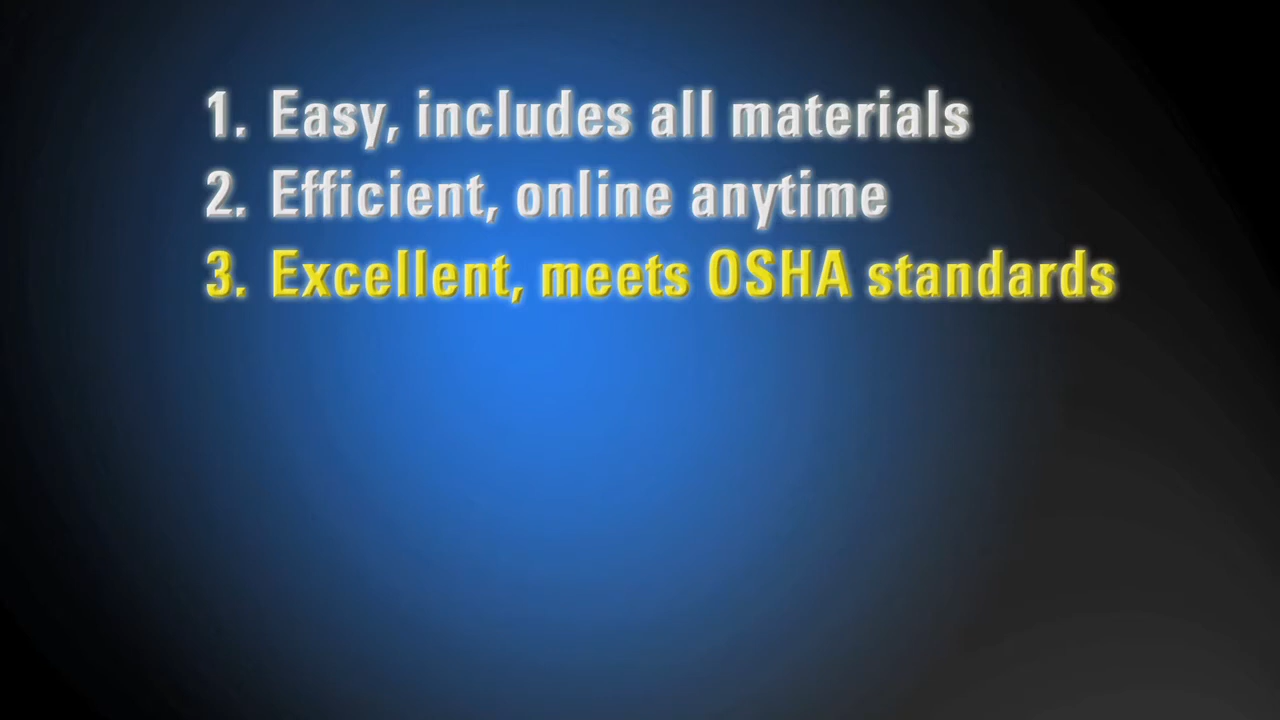 1. Easy, includes all materials
2. Efficient, online anytime
3. Excellent, meets OSHA standards